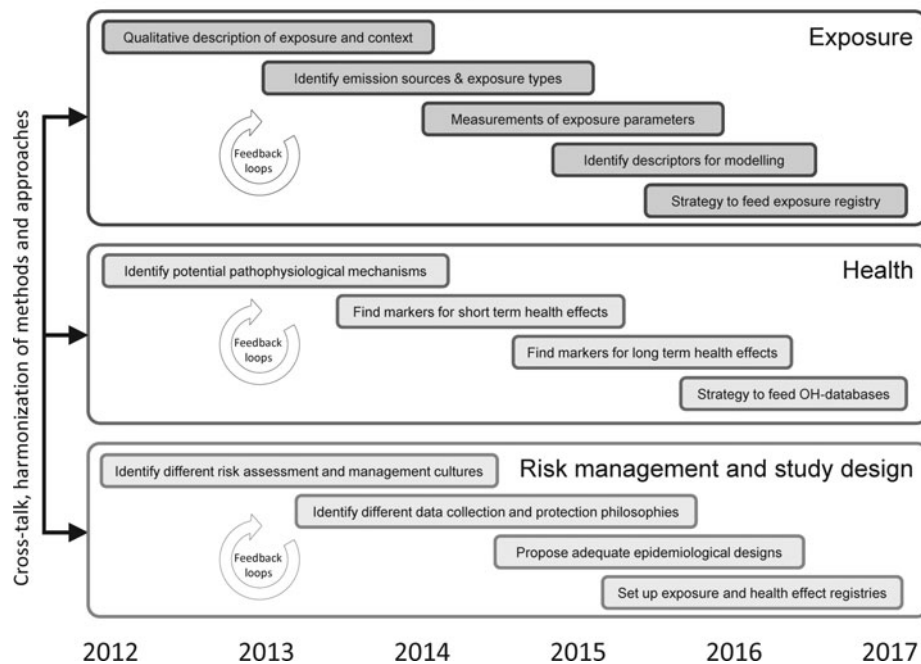 Cross-talk, harmonization of methods and approaches
Exposure
Qualitative description of exposure and context
Identify emission sources & exposure types
Measurements of exposure parameters
Identify descriptors for modelling
Strategy to feed exposure registry
Feedback
loops
Health
Identify potential pathophysiological mechanisms
Find markers for short term health effects
Find markers for long term health effects
Strategy to feed OH-databases
Feedback
loops
Risk management and study design
Identify different risk assessment and management cultures
Identify different data collection and protection philosophies
Propose adequate epidemiological designs
Set up exposure and health effect registries
Feedback
loops
2012 2013 2014 2015 2016 2017